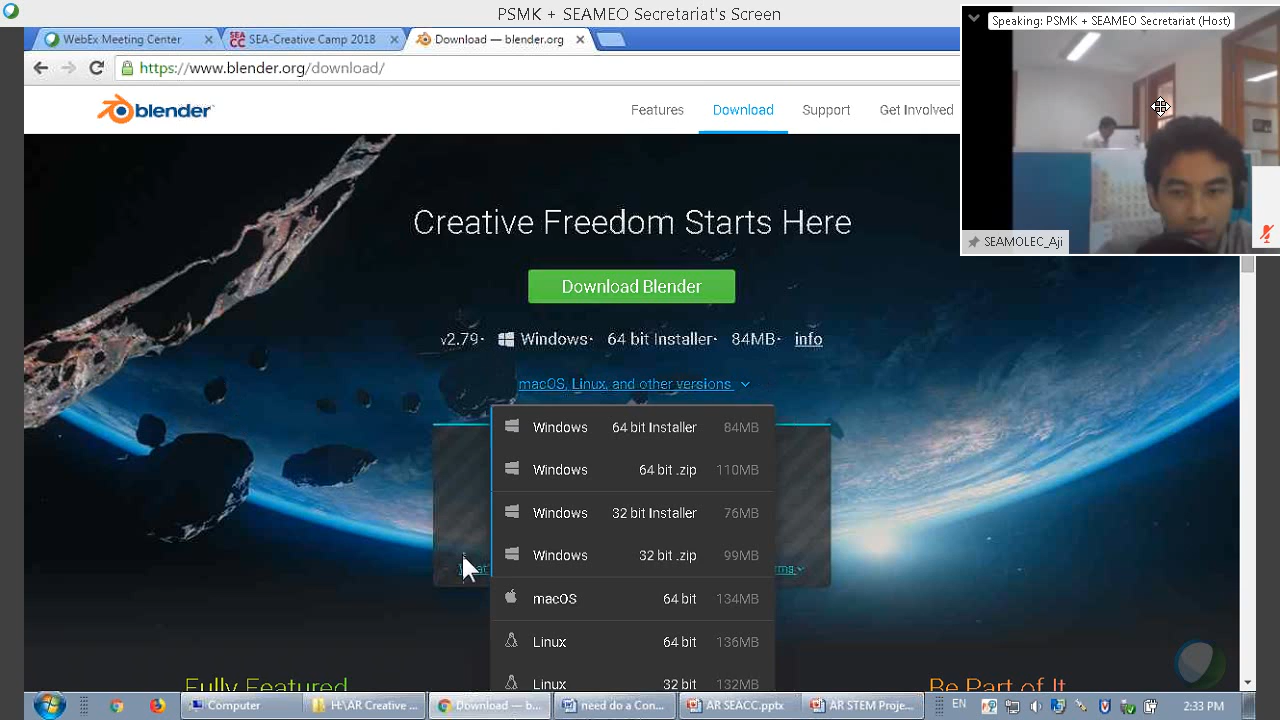 PSMK + SEAMEO Secretariat's Screen
Speaking: PSMK + SEAMEO Secretariat (Host)
WebEx Meeting Center
SEA CC SEA-Creative Camp 2018
Download — blender.org
https://www.blender.org/download/
blender
Features Download Support Get Involved
SEAMOLEC_Aji
Creative Freedom Starts Here
Download Blender
v2.79· Windows· 64 bit Installer· 84MB· info
macOS, Linux, and other versions
Windows 64 bit Installer 84MB
Windows 64 bit .zip 110MB
Windows 32 bit Installer 76MB
Windows 32 bit .zip 99MB
macOS 64 bit 134MB
Linux 64 bit 136MB
Linux 32 bit 132MB
Fully Featured
Be Part of It
Computer H:\AR Creative ... Download — b... need do a Con... AR SEACC.pptx AR STEM Proje... EN 2:33 PM